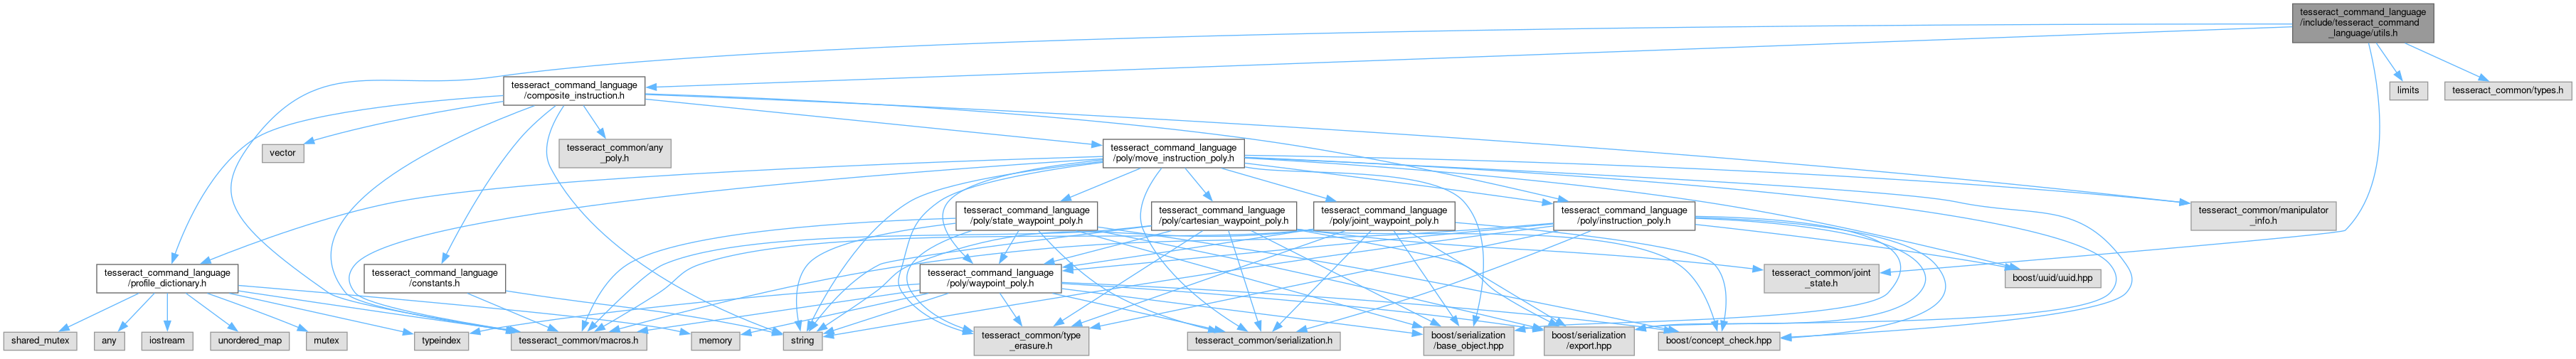 tesseract_command_language
/include/tesseract_command
_language/utils.h
tesseract_command_language
/composite_instruction.h
limits
tesseract_common/types.h
vector
tesseract_common/any
_poly.h
tesseract_command_language
/poly/move_instruction_poly.h
tesseract_command_language
/poly/state_waypoint_poly.h
tesseract_command_language
/poly/cartesian_waypoint_poly.h
tesseract_command_language
/poly/joint_waypoint_poly.h
tesseract_command_language
/poly/instruction_poly.h
tesseract_common/manipulator
_info.h
tesseract_command_language
/profile_dictionary.h
tesseract_command_language
/constants.h
tesseract_command_language
/poly/waypoint_poly.h
tesseract_common/joint
_state.h
boost/uuid/uuid.hpp
shared_mutex
any
iostream
unordered_map
mutex
typeindex
tesseract_common/macros.h
memory
string
tesseract_common/type
_erasure.h
tesseract_common/serialization.h
boost/serialization
/base_object.hpp
boost/serialization
/export.hpp
boost/concept_check.hpp